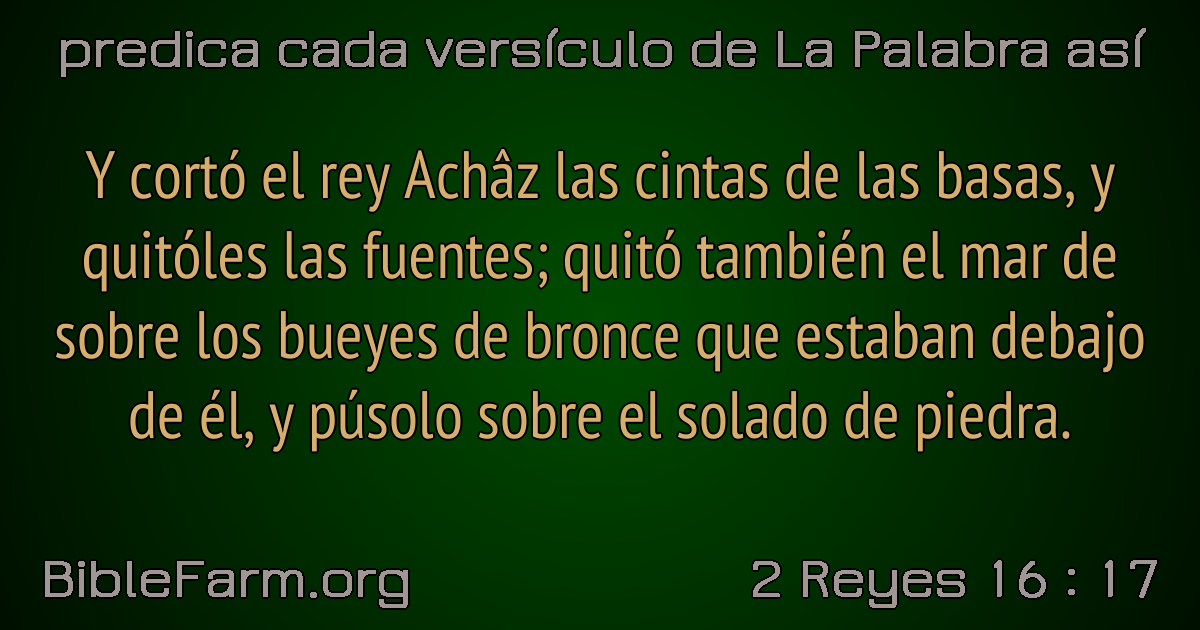 predica cada versículo de La Palabra así
Y cortó el rey Achâz las cintas de las basas, y
quitóles las fuentes; quitó también el mar de
sobre los bueyes de bronce que estaban debajo
de él, y púsolo sobre el solado de piedra.
BibleFarm.org 2 Reyes 16 : 17